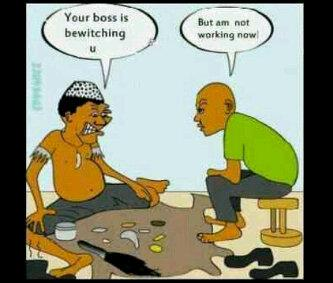 Your boss is
bewitching
u
But am not
working now